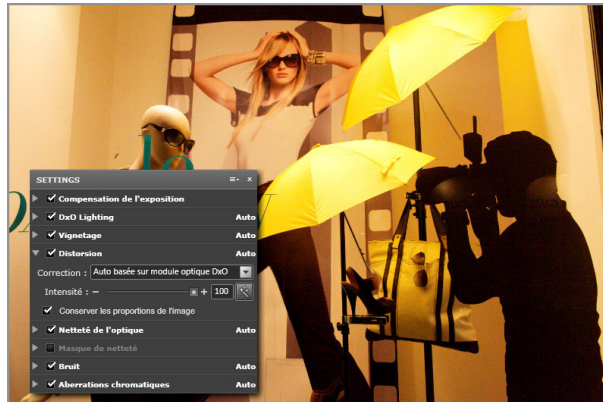 SETTINGS
Compensation de l'exposition
DxO Lighting Auto
Vignetage Auto
Distorsion Auto
Correction : Auto basée sur module optique DxO
Intensité : − + 100
Conserver les proportions de l'image
Netteté de l'optique Auto
Masque de netteté
Bruit Auto
Aberrations chromatiques Auto